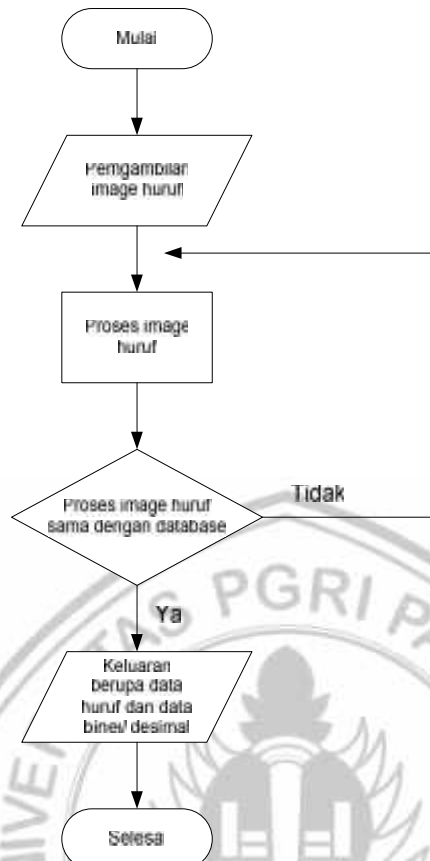 Mulai
Pemgambilan
image huruf
Proses image
huruf
Proses image huruf
sama dengan database
Tidak
Ya
Keluaran
berupa data
huruf dan data
biner/ desimal
Selesai
PGRI